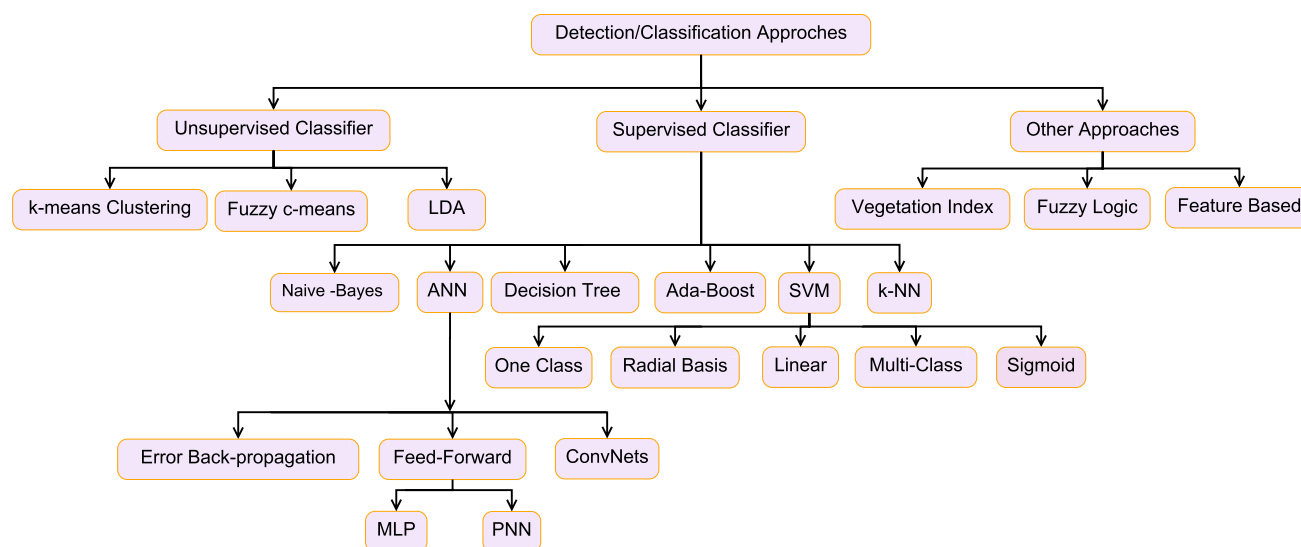 Detection/Classification Approches
Unsupervised Classifier
Supervised Classifier
Other Approaches
k-means Clustering
Fuzzy c-means
LDA
Vegetation Index
Fuzzy Logic
Feature Based
Naive -Bayes
ANN
Decision Tree
Ada-Boost
SVM
k-NN
One Class
Radial Basis
Linear
Multi-Class
Sigmoid
Error Back-propagation
Feed-Forward
ConvNets
MLP
PNN